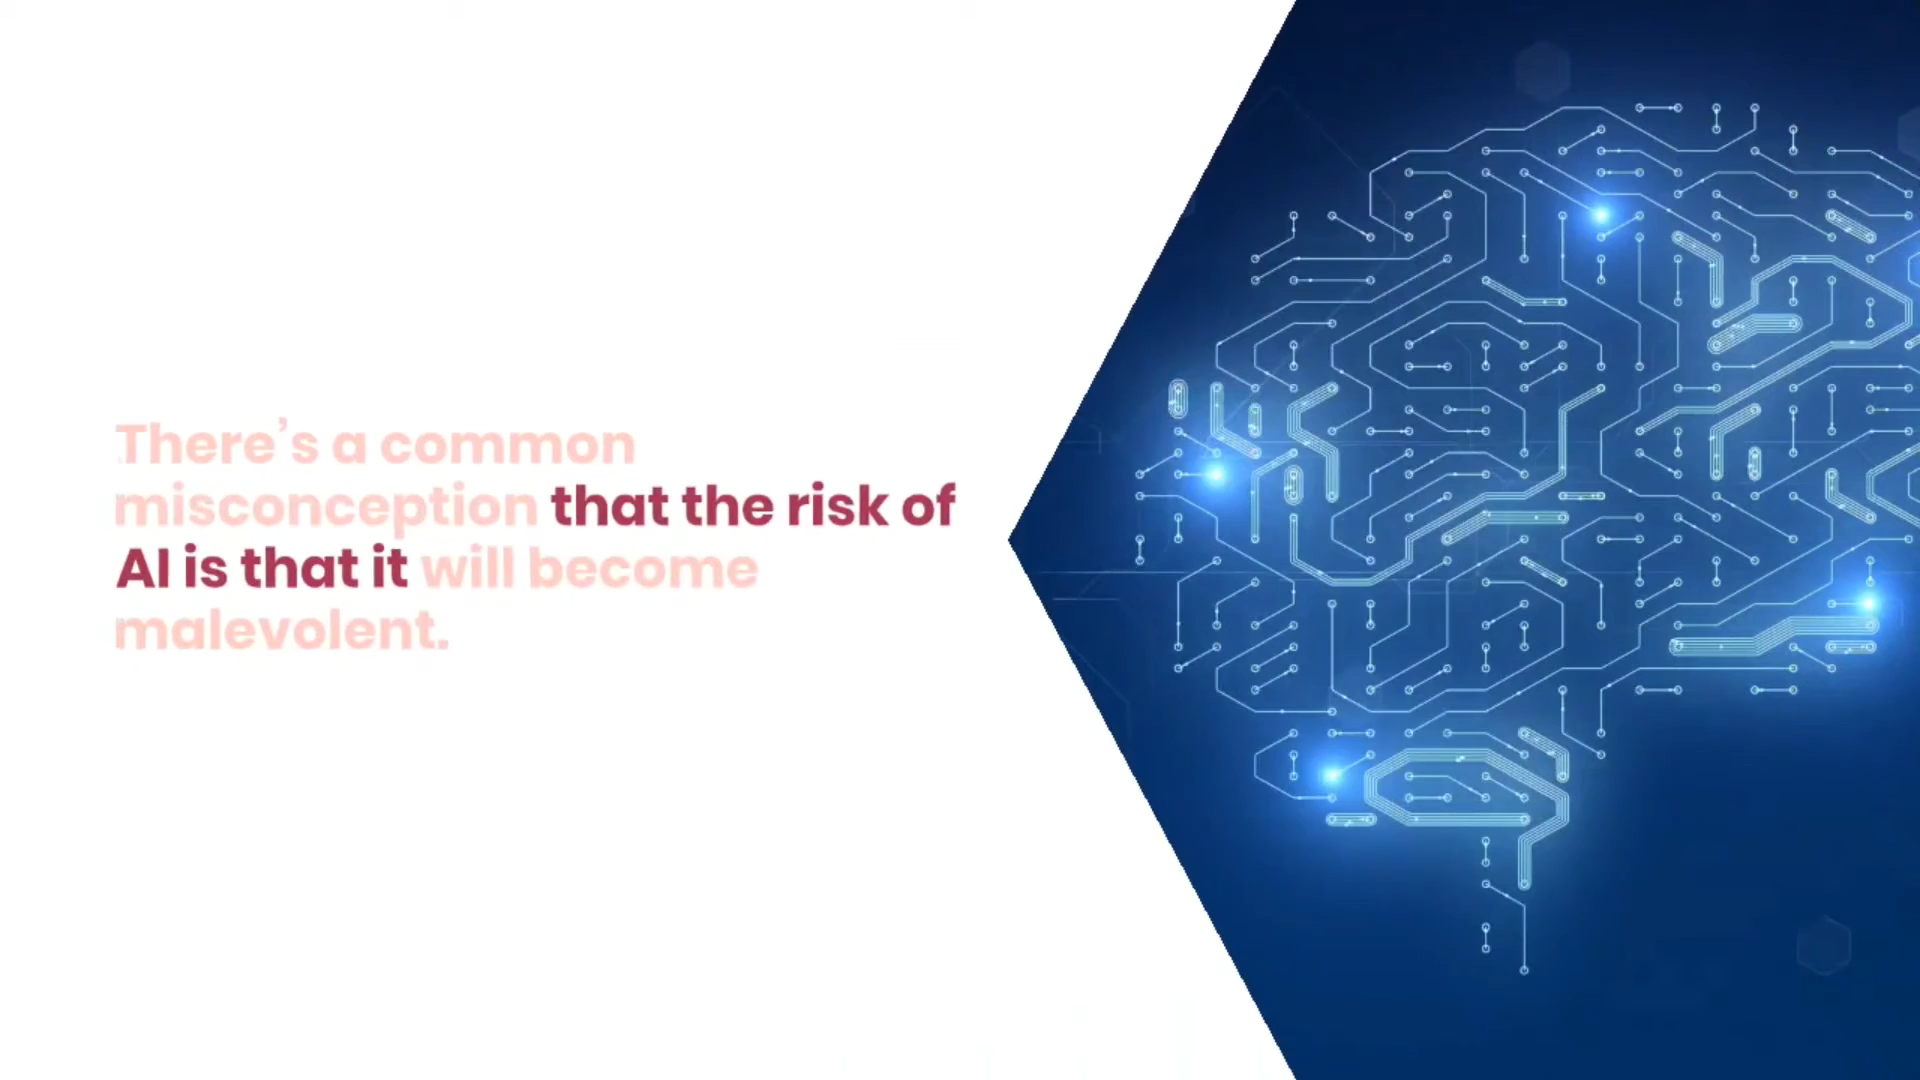 There’s a common
misconception that the risk of
AI is that it will become
malevolent.